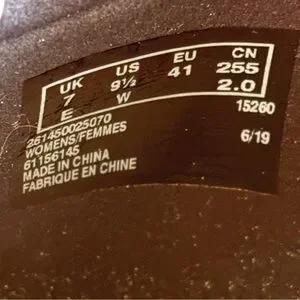 UK US EU CN
7 9½ 41 255
E W 2.0
261450025070 15260
WOMENS/FEMMES
61156145 6/19
MADE IN CHINA
FABRIQUE EN CHINE